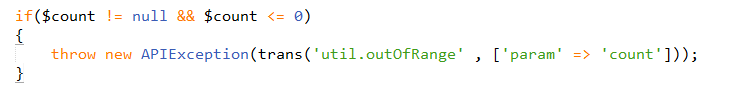 if($count != null && $count <= 0)
{
    throw new APIException(trans('util.outOfRange' , ['param' => 'count']));
}